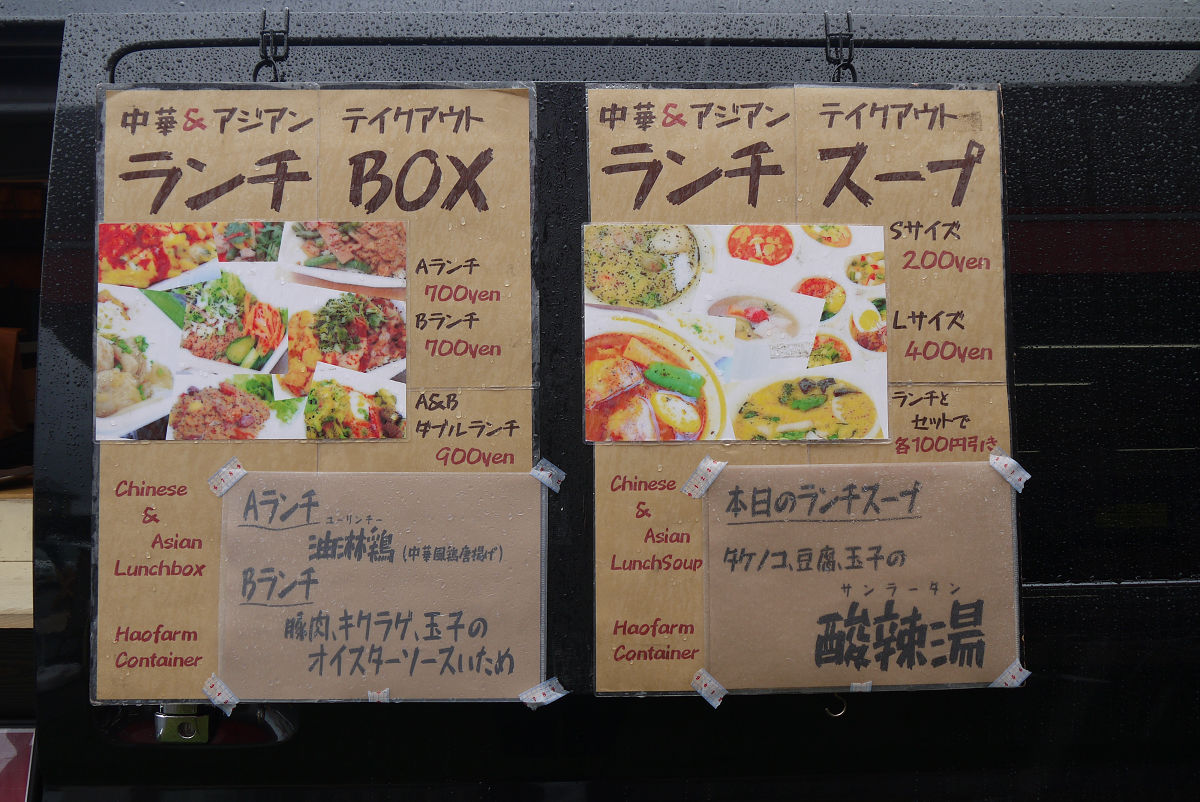 中華&アジアン テイクアウト
ランチ BOX
Aランチ
700yen
Bランチ
700yen
A&B
ダブルランチ
900yen
Chinese
&
Asian
Lunchbox
Haofarm
Container
Aランチ
ユーリンチー
油淋鶏(中華風鶏唐揚げ)
Bランチ
豚肉、キクラゲ、玉子の
オイスターソースいため
中華&アジアン テイクアウト
ランチ スープ
Sサイズ
200yen
Lサイズ
400yen
ランチと
セットで
各100円引き
Chinese
&
Asian
LunchSoup
Haofarm
Container
本日のランチスープ
タケノコ、豆腐、玉子の
サンラータン
酸辣湯